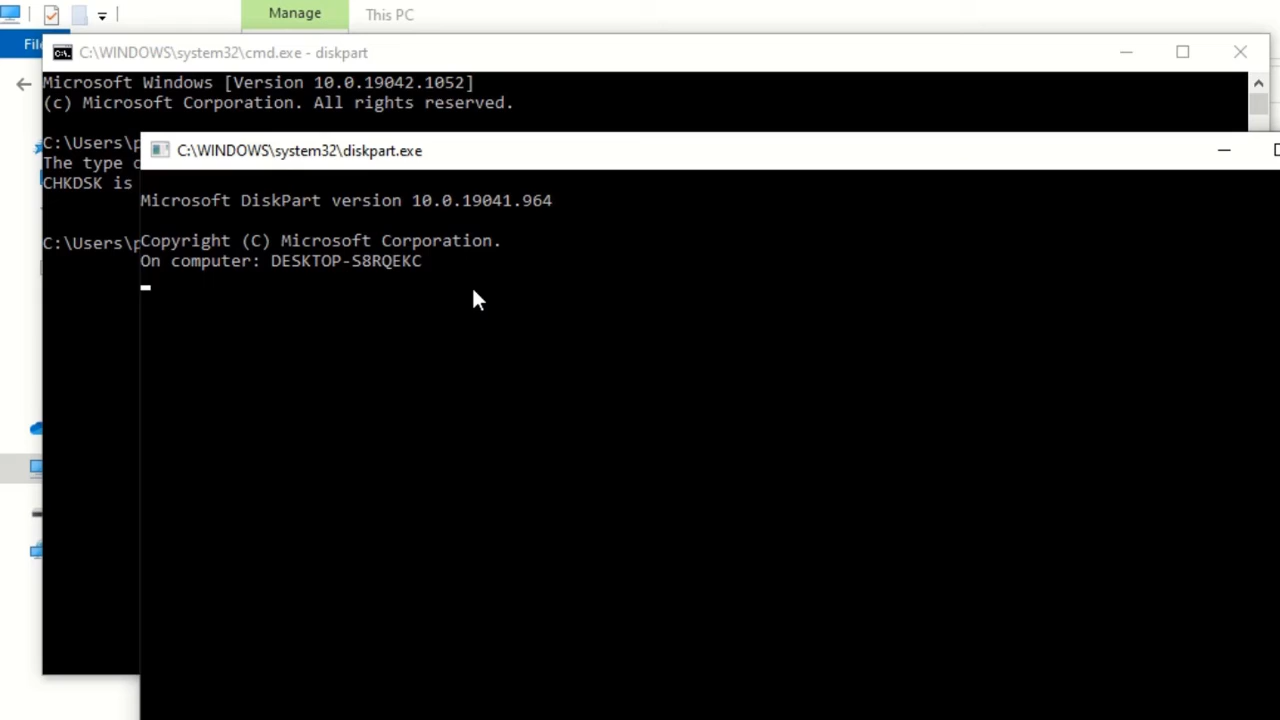 Manage
This PC
C:\WINDOWS\system32\cmd.exe - diskpart
Microsoft Windows [Version 10.0.19042.1052]
(c) Microsoft Corporation. All rights reserved.
C:\Users\p
The type
CHKDSK is
C:\Users\p
C:\WINDOWS\system32\diskpart.exe
Microsoft DiskPart version 10.0.19041.964
Copyright (C) Microsoft Corporation.
On computer: DESKTOP-S8RQEKC